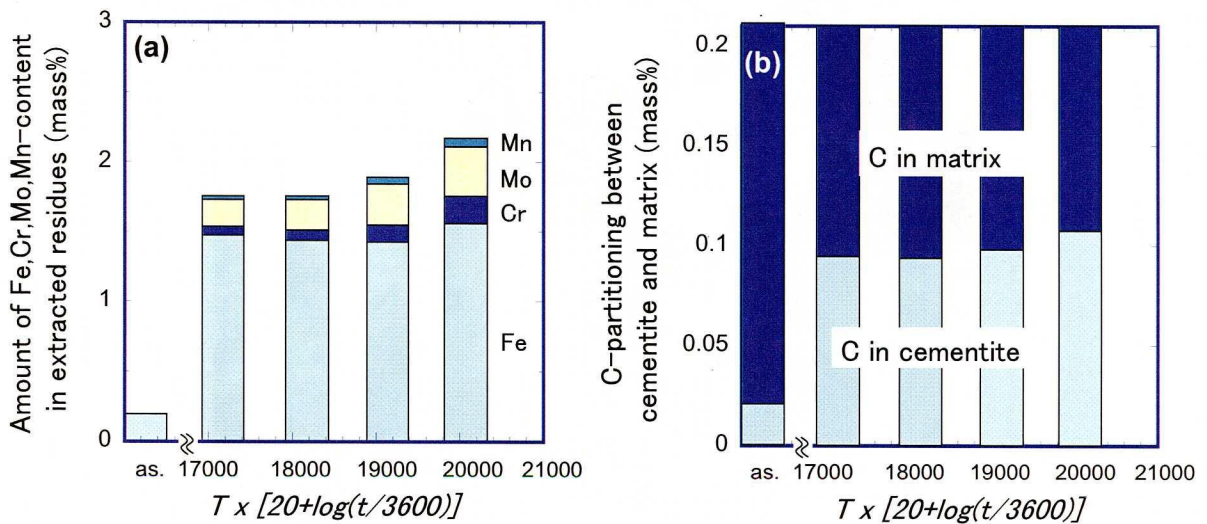 Amount of Fe,Cr,Mo,Mn-content
in extracted residues (mass%)
3
2
1
0
(a)
Mn
Mo
Cr
Fe
as.
17000
18000
19000
20000
21000
T x [20+log(t/3600)]
C-partitioning between
cementite and matrix (mass%)
0.2
0.15
0.1
0.05
0
(b)
C in matrix
C in cementite
as.
17000
18000
19000
20000
21000
T x [20+log(t/3600)]